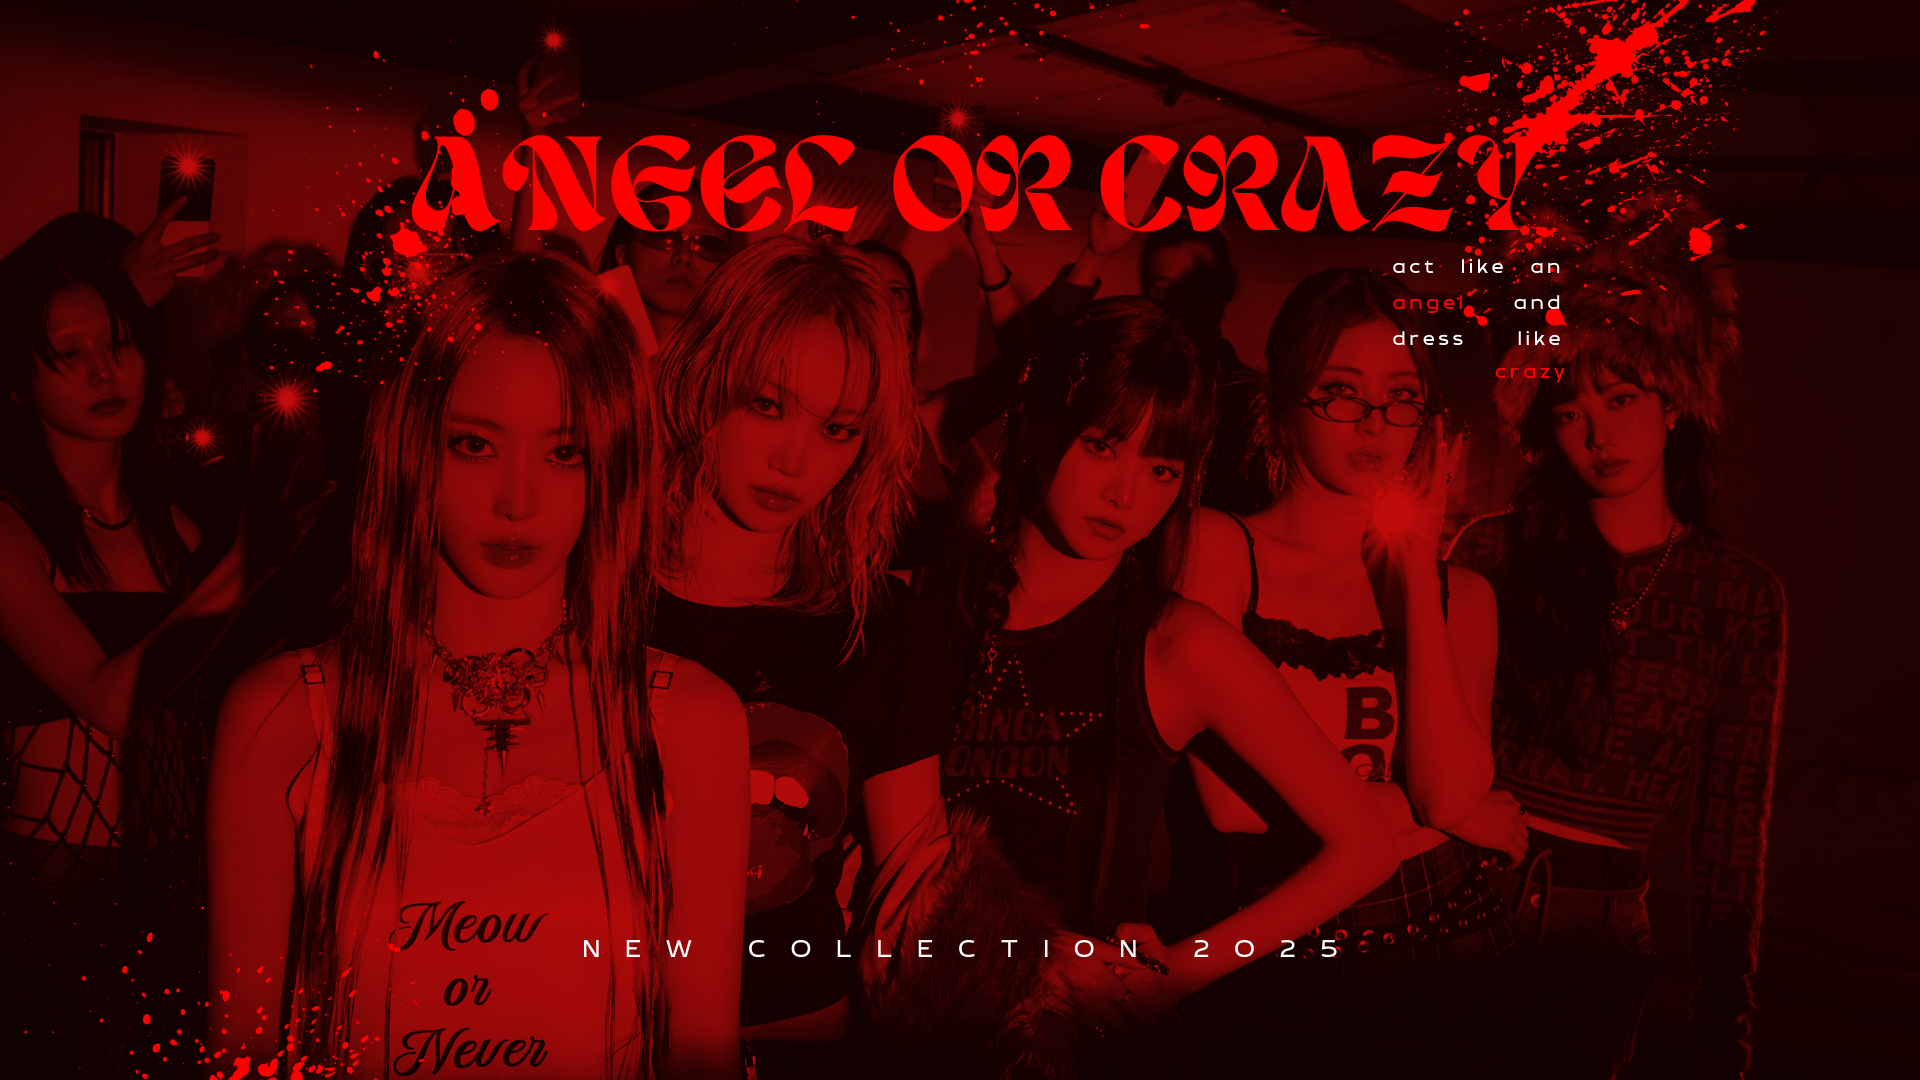 ANGEL OR CRAZY
act like an
angel and
dress like
crazy
B
NEW COLLECTION 2025
Meow
or
Never